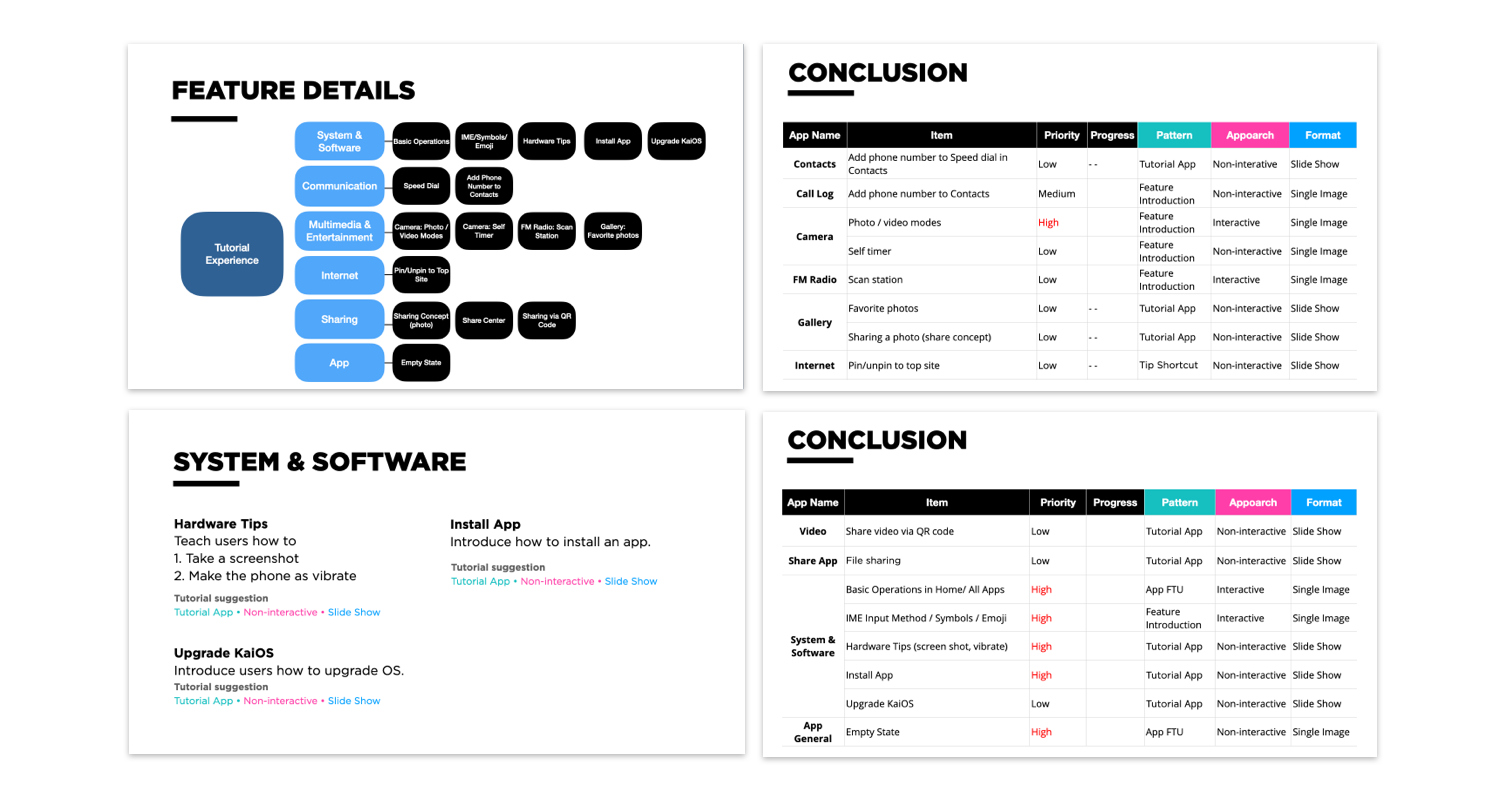 FEATURE DETAILS
Tutorial
Experience
System &
Software
Basic Operations
IME/Symbols/
Emoji
Hardware Tips
Install App
Upgrade KaiOS
Communication
Speed Dial
Add Phone
Number to
Contacts
Multimedia &
Entertainment
Camera: Photo /
Video Modes
Camera: Self
Timer
FM Radio: Scan
Station
Gallery:
Favorite photos
Internet
Pin/Unpin to Top
Site
Sharing
Sharing Concept
(photo)
Share Center
Sharing via QR
Code
App
Empty State
CONCLUSION
App Name Item Priority Progress Pattern Appoarch Format
Contacts Add phone number to Speed dial in Contacts Low -- Tutorial App Non-interative Slide Show
Call Log Add phone number to Contacts Medium Feature Introduction Non-interactive Single Image
Camera Photo / video modes High Feature Introduction Interactive Single Image
Self timer Low Feature Introduction Non-interactive Single Image
FM Radio Scan station Low Feature Introduction Interactive Single Image
Gallery Favorite photos Low -- Tutorial App Non-interactive Slide Show
Sharing a photo (share concept) Low Tutorial App Non-interactive Slide Show
Internet Pin/unpin to top site Low -- Tip Shortcut Non-interactive Slide Show
SYSTEM & SOFTWARE
Hardware Tips
Teach users how to
1. Take a screenshot
2. Make the phone as vibrate
Tutorial suggestion
Tutorial App • Non-interactive • Slide Show
Upgrade KaiOS
Introduce users how to upgrade OS.
Tutorial suggestion
Tutorial App • Non-interactive • Slide Show
Install App
Introduce how to install an app.
Tutorial suggestion
Tutorial App • Non-interactive • Slide Show
CONCLUSION
App Name Item Priority Progress Pattern Appoarch Format
Video Share video via QR code Low Tutorial App Non-interactive Slide Show
Share App File sharing Low Tutorial App Non-interactive Slide Show
System & Software Basic Operations in Home/ All Apps High App FTU Interactive Single Image
IME Input Method / Symbols / Emoji High Feature Introduction Interactive Single Image
Hardware Tips (screen shot, vibrate) High Tutorial App Non-interactive Slide Show
Install App High Tutorial App Non-interactive Slide Show
Upgrade KaiOS Low Tutorial App Non-interactive Slide Show
App General Empty State High App FTU Non-interactive Single Image